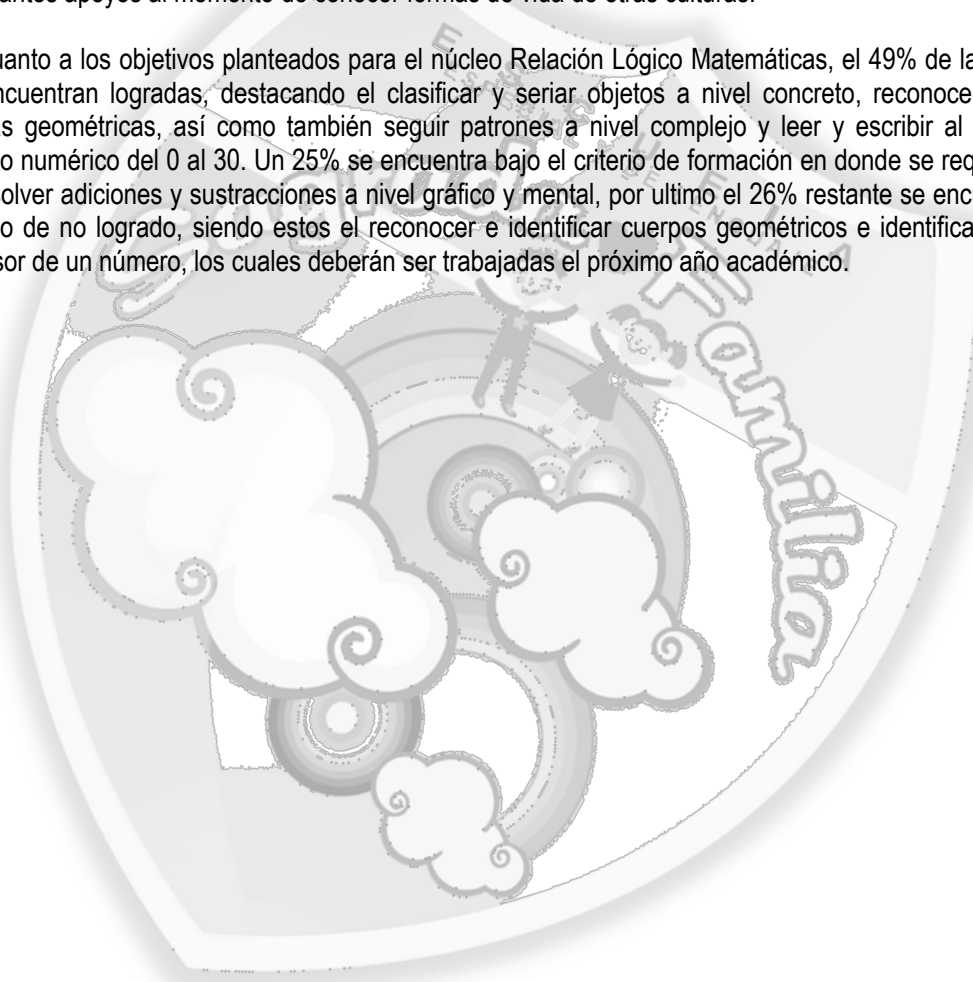 antes apoyos al momento de conocer formas de vida de otras culturas.
uanto a los objetivos planteados para el núcleo Relación Lógico Matemáticas, el 49% de la
ncuentran logradas, destacando el clasificar y seriar objetos a nivel concreto, reconoce
s geométricas, así como también seguir patrones a nivel complejo y leer y escribir al
o numérico del 0 al 30. Un 25% se encuentra bajo el criterio de formación en donde se req
solver adiciones y sustracciones a nivel gráfico y mental, por ultimo el 26% restante se enc
o de no logrado, siendo estos el reconocer e identificar cuerpos geométricos e identifica
sor de un número, los cuales deberán ser trabajadas el próximo año académico.
Sagrada Familia